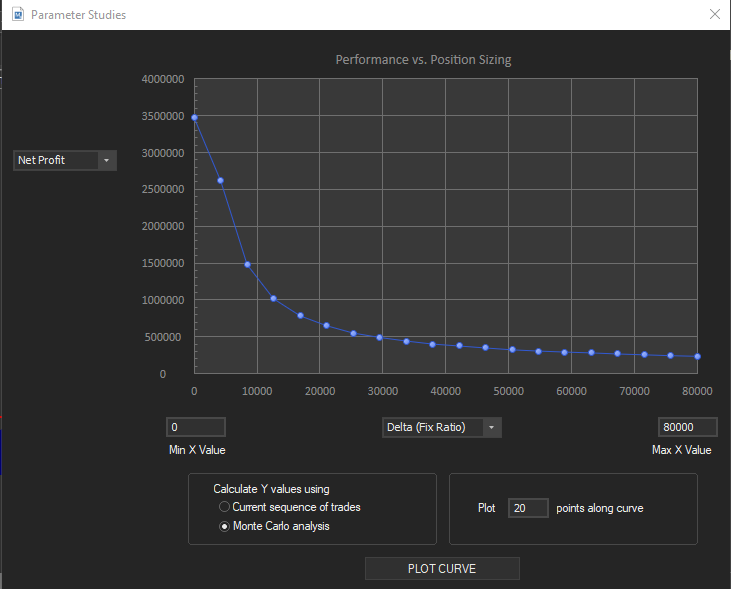 Parameter Studies
Performance vs. Position Sizing
4000000
3500000
3000000
2500000
2000000
1500000
1000000
500000
0
Net Profit
0 10000 20000 30000 40000 50000 60000 70000 80000
0
Min X Value
Delta (Fix Ratio)
80000
Max X Value
Calculate Y values using
Current sequence of trades
Monte Carlo analysis
Plot 20 points along curve
PLOT CURVE